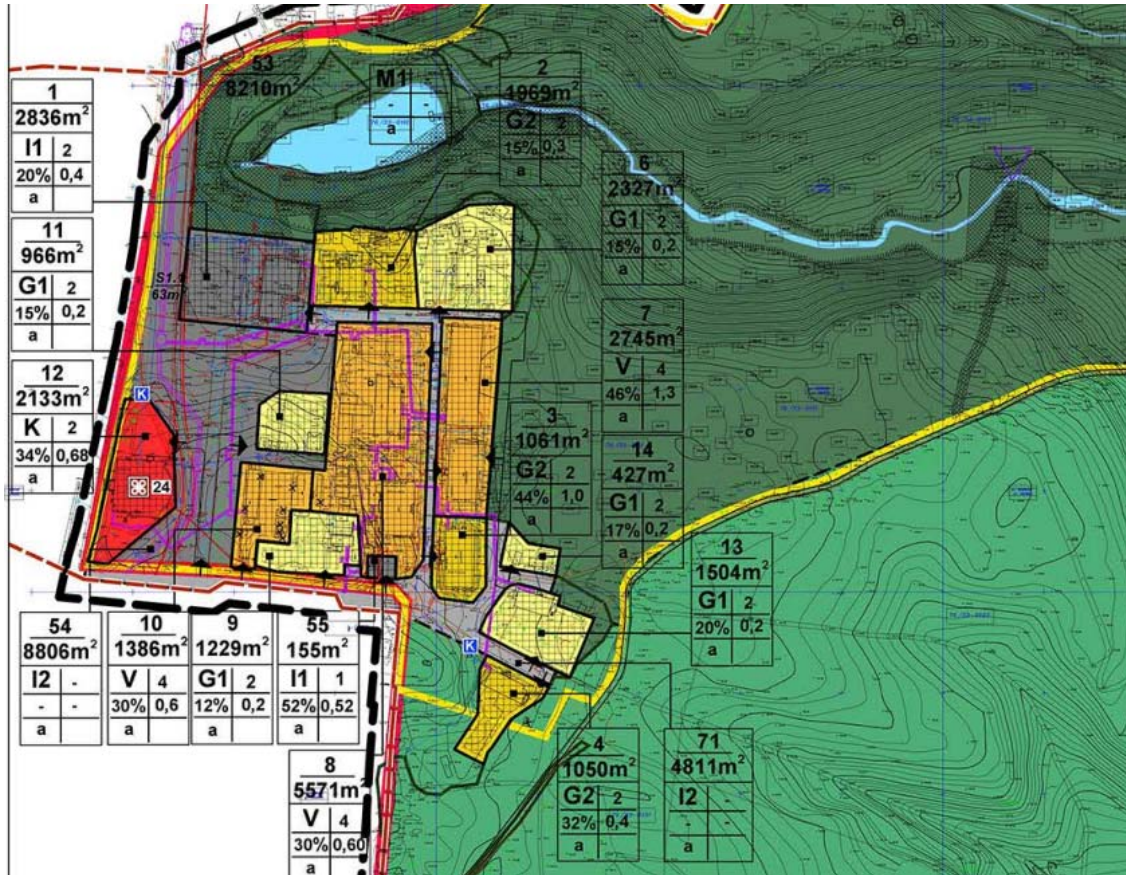 53
8210m²
M1 -
- -
a
2
1969m²
G2 2
15% 0,3
a
1
2836m²
I1 2
20% 0,4
a
6
2327m²
G1 2
15% 0,2
a
11
966m²
G1 2
15% 0,2
a
S1.1
63m²
7
2745m²
V 4
46% 1,3
a
12
2133m²
K 2
34% 0,68
a
K
24
3
1061m²
G2 2
44% 1,0
a
14
427m²
G1 2
17% 0,2
a
13
1504m²
G1 2
20% 0,2
a
K
54
8806m²
I2 -
- -
a
10
1386m²
V 4
30% 0,6
a
9
1229m²
G1 2
12% 0,2
a
55
155m²
I1 1
52% 0,52
a
8
5571m²
V 4
30% 0,60
a
4
1050m²
G2 2
32% 0,4
a
71
4811m²
I2 -
- -
a